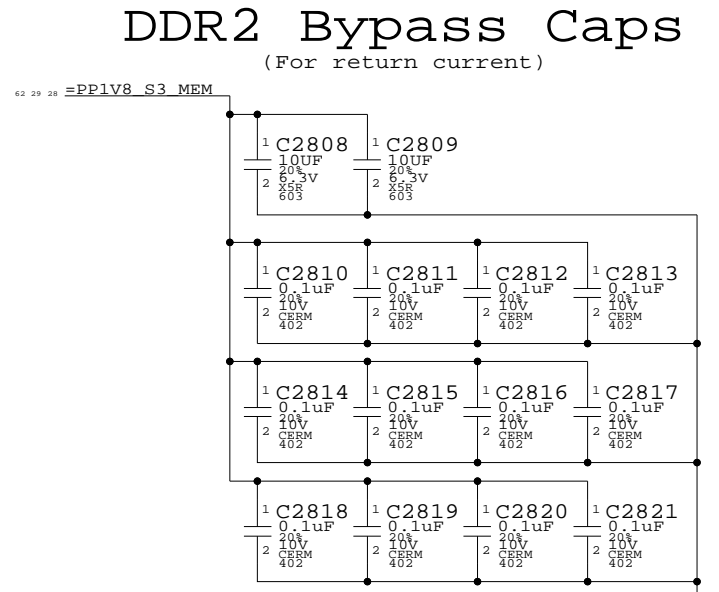 DDR2 Bypass Caps
(For return current)
62 29 28 =PP1V8_S3_MEM
1 C2808 1 C2809
10UF 10UF
20% 20%
6.3V 6.3V
2 X5R 2 X5R
603 603
1 C2810 1 C2811 1 C2812 1 C2813
0.1uF 0.1uF 0.1uF 0.1uF
20% 20% 20% 20%
2 10V 2 10V 2 10V 2 10V
CERM CERM CERM CERM
402 402 402 402
1 C2814 1 C2815 1 C2816 1 C2817
0.1uF 0.1uF 0.1uF 0.1uF
20% 20% 20% 20%
2 10V 2 10V 2 10V 2 10V
CERM CERM CERM CERM
402 402 402 402
1 C2818 1 C2819 1 C2820 1 C2821
0.1uF 0.1uF 0.1uF 0.1uF
20% 20% 20% 20%
2 10V 2 10V 2 10V 2 10V
CERM CERM CERM CERM
402 402 402 402